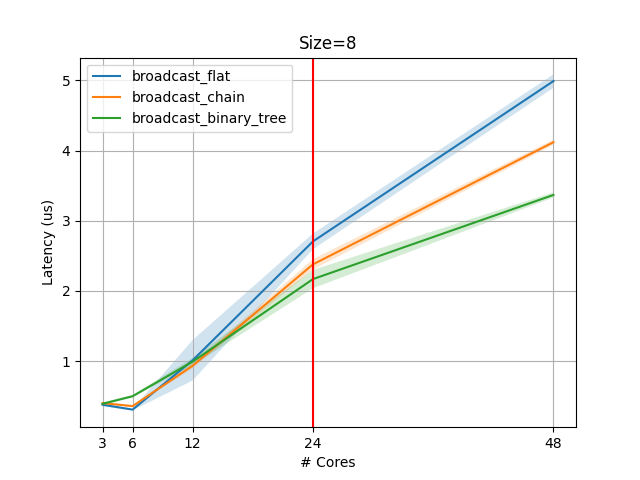 Size=8
broadcast_flat
broadcast_chain
broadcast_binary_tree
Latency (us)
5
4
3
2
1
3 6 12 24 48
# Cores